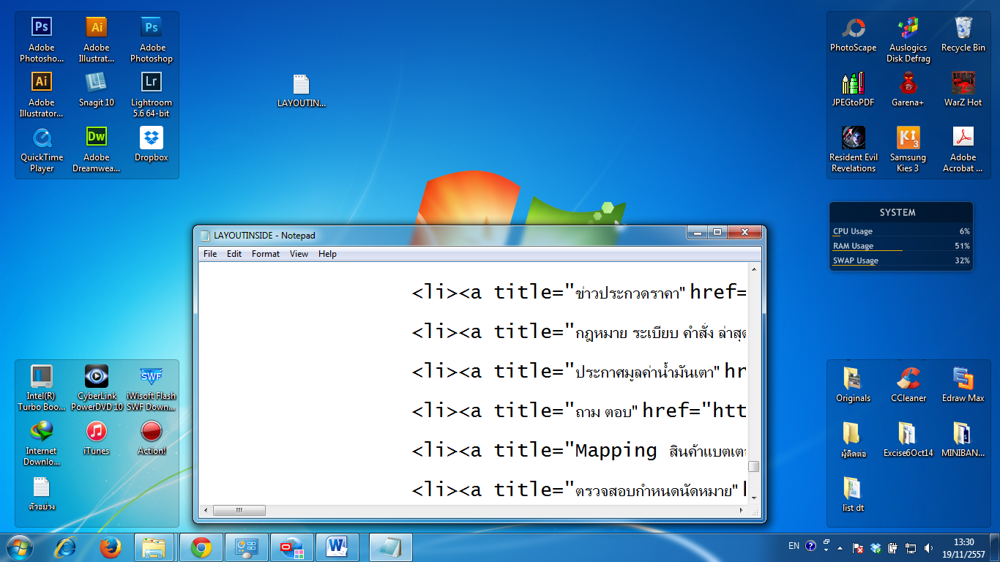 Adobe Photosho...
Adobe Illustrat...
Adobe Photoshop
Adobe Illustrator...
Snagit 10
Lightroom 5.6 64-bit
QuickTime Player
Adobe Dreamwea...
Dropbox
LAYOUTIN...
PhotoScape
Auslogics Disk Defrag
Recycle Bin
JPEGtoPDF
Garena+
WarZ Hot
Resident Evil Revelations
Samsung Kies 3
Adobe Acrobat ...
SYSTEM
CPU Usage 6%
RAM Usage 51%
SWAP Usage 32%
LAYOUTINSIDE - Notepad
File Edit Format View Help
<li><a title="ข่าวประกวดราคา" href=
<li><a title="กฎหมาย ระเบียบ คำสั่ง ล่าสุด
<li><a title="ประกาศมูลค่าน้ำมันเตา" hr
<li><a title="ถาม ตอบ" href="htt
<li><a title="Mapping สินค้าแบตเตอ
<li><a title="ตรวจสอบกำหนดนัดหมาย" h
Intel(R) Turbo Boo...
CyberLink PowerDVD 10
iWisoft Flash SWF Down...
Internet Downlo...
iTunes
Action!
ตัวอย่าง
Originals
CCleaner
Edraw Max
ผู้ติดต่อ
Excise6Oct14
MINIBAN...
list dt
EN
13:30
19/11/2557